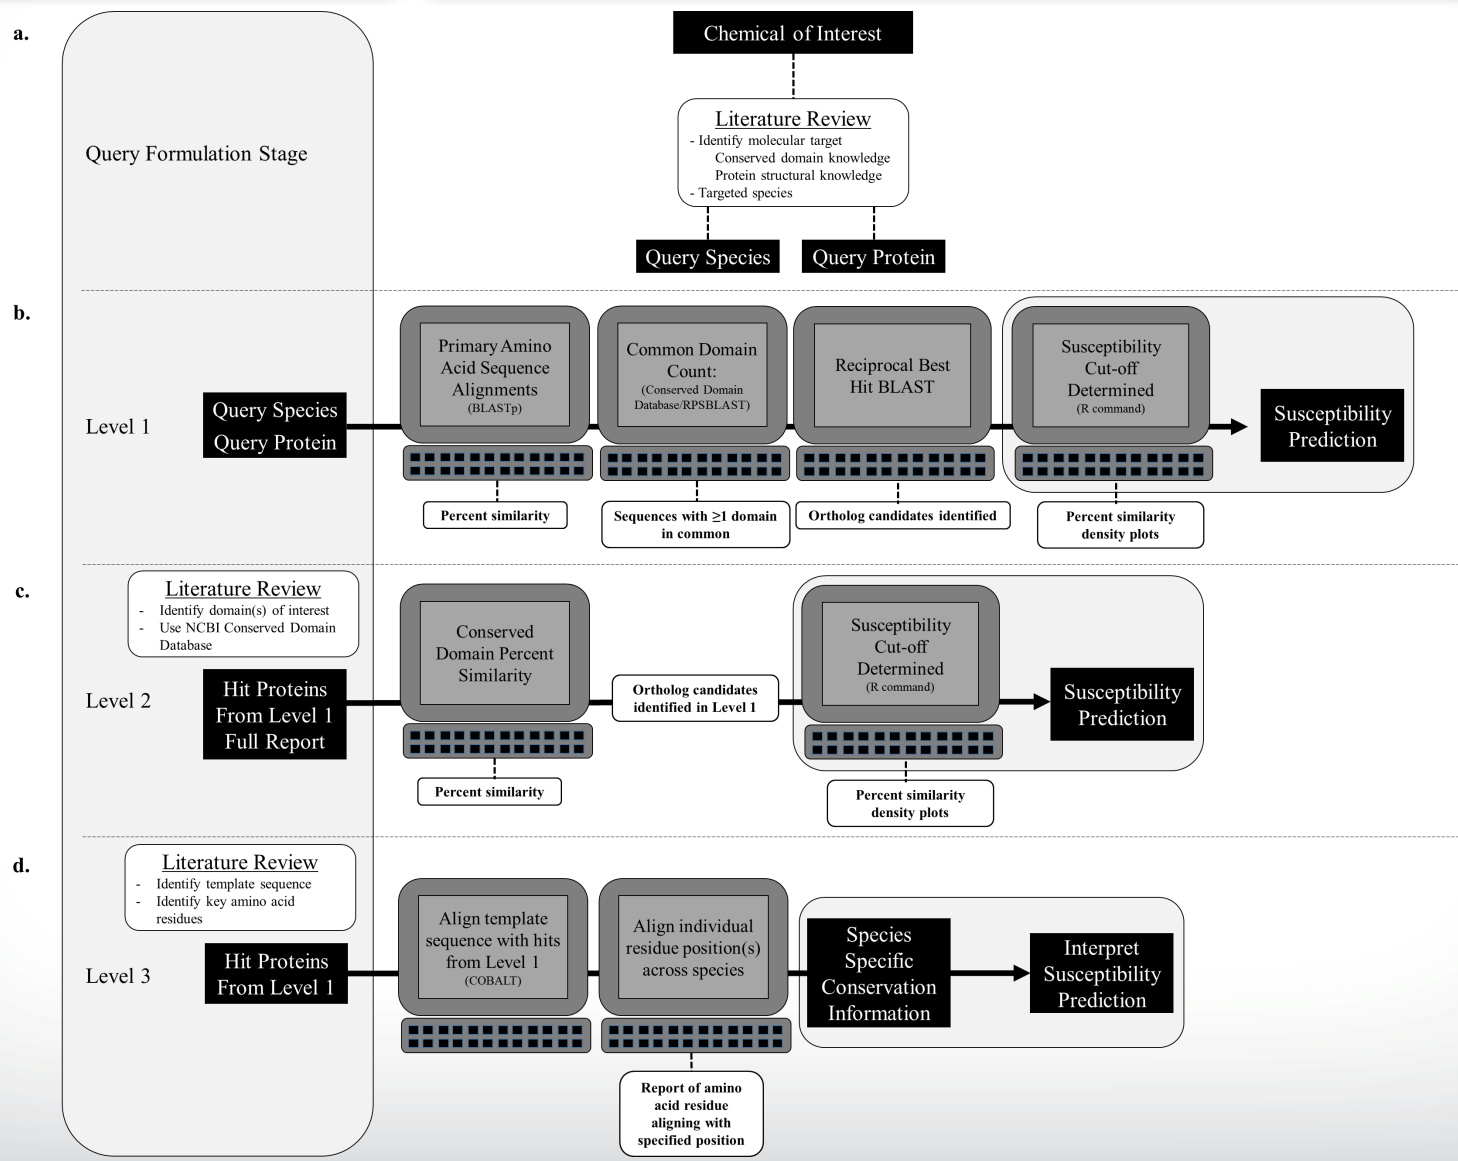 a.
Chemical of Interest
Literature Review
- Identify molecular target
Conserved domain knowledge
Protein structural knowledge
- Targeted species
Query Formulation Stage
Query Species
Query Protein
b.
Level 1
Query Species
Query Protein
Primary Amino
Acid Sequence
Alignments
(BLASTp)
Percent similarity
Common Domain
Count:
(Conserved Domain
Database/RPSBLAST)
Sequences with ≥1 domain
in common
Reciprocal Best
Hit BLAST
Ortholog candidates identified
Susceptibility
Cut-off
Determined
(R command)
Percent similarity
density plots
Susceptibility
Prediction
c.
Literature Review
- Identify domain(s) of interest
- Use NCBI Conserved Domain
Database
Level 2
Hit Proteins
From Level 1
Full Report
Conserved
Domain Percent
Similarity
Percent similarity
Ortholog candidates
identified in Level 1
Susceptibility
Cut-off
Determined
(R command)
Percent similarity
density plots
Susceptibility
Prediction
d.
Literature Review
- Identify template sequence
- Identify key amino acid
residues
Level 3
Hit Proteins
From Level 1
Align template
sequence with hits
from Level 1
(COBALT)
Align individual
residue position(s)
across species
Report of amino
acid residue
aligning with
specified position
Species
Specific
Conservation
Information
Interpret
Susceptibility
Prediction